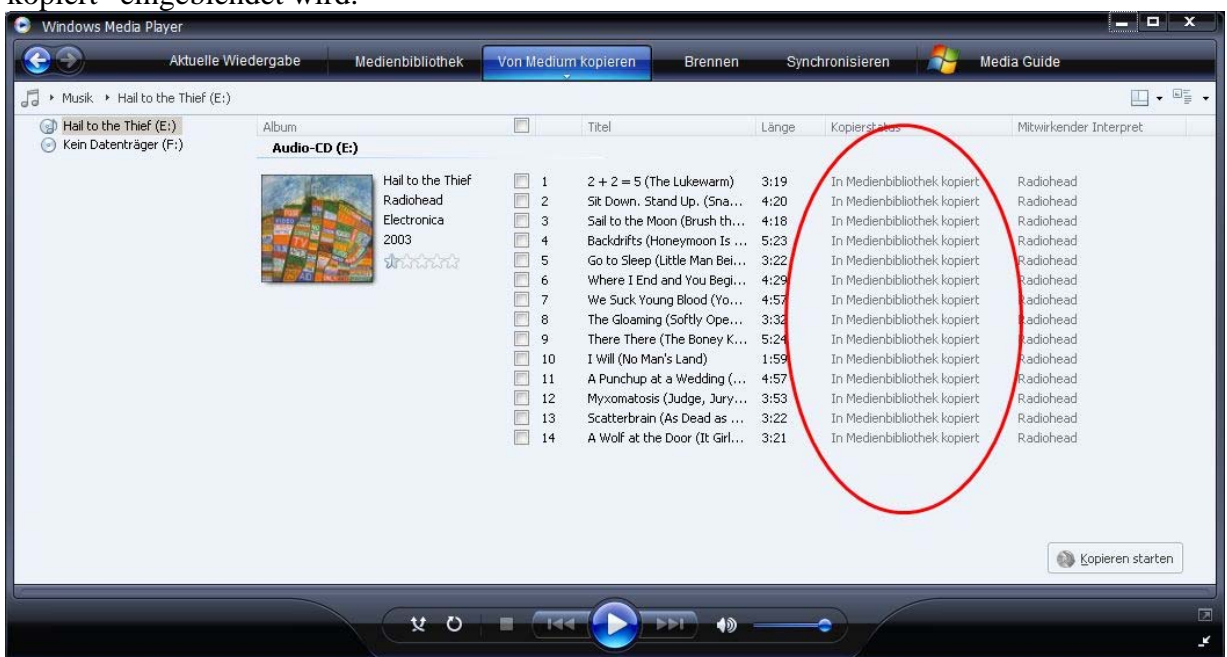 kopiert" eingeblendet wird.
Windows Media Player
Aktuelle Wiedergabe Medienbibliothek Von Medium kopieren Brennen Synchronisieren Media Guide
Musik Hail to the Thief (E:)
Hail to the Thief (E:)
Kein Datenträger (F:)
Album Titel Länge Kopierstatus Mitwirkender Interpret
Audio-CD (E:)
Hail to the Thief
Radiohead
Electronica
2003
1 2 + 2 = 5 (The Lukewarm) 3:19 In Medienbibliothek kopiert Radiohead
2 Sit Down. Stand Up. (Sna... 4:20 In Medienbibliothek kopiert Radiohead
3 Sail to the Moon (Brush th... 4:18 In Medienbibliothek kopiert Radiohead
4 Backdrifts (Honeymoon Is ... 5:23 In Medienbibliothek kopiert Radiohead
5 Go to Sleep (Little Man Bei... 3:22 In Medienbibliothek kopiert Radiohead
6 Where I End and You Begi... 4:29 In Medienbibliothek kopiert Radiohead
7 We Suck Young Blood (Yo... 4:57 In Medienbibliothek kopiert Radiohead
8 The Gloaming (Softly Ope... 3:32 In Medienbibliothek kopiert Radiohead
9 There There (The Boney K... 5:24 In Medienbibliothek kopiert Radiohead
10 I Will (No Man's Land) 1:59 In Medienbibliothek kopiert Radiohead
11 A Punchup at a Wedding (... 4:57 In Medienbibliothek kopiert Radiohead
12 Myxomatosis (Judge, Jury... 3:53 In Medienbibliothek kopiert Radiohead
13 Scatterbrain (As Dead as ... 3:22 In Medienbibliothek kopiert Radiohead
14 A Wolf at the Door (It Girl... 3:21 In Medienbibliothek kopiert Radiohead
Kopieren starten